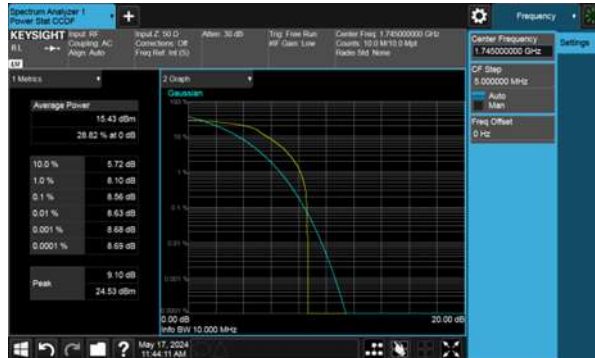 Spectrum Analyzer 1
Power Stat CCDF
Frequency
KEYSIGHT
Input: RF
Coupling: AC
Align: Auto
Input Z: 50 Ω
Corrections: Off
Freq Ref: Int (S)
Atten: 30 dB
Trig: Free Run
IF Gain: Low
Center Freq: 1.745000000 GHz
Counts: 10.0 M/10.0 Mpt
Radio Std: None
1 Metrics
2 Graph
Gaussian
Average Power
15.43 dBm
28.82 % at 0 dB
10.0 % 5.72 dB
1.0 % 8.10 dB
0.1 % 8.56 dB
0.01 % 8.63 dB
0.001 % 8.68 dB
0.0001 % 8.69 dB
Peak 9.10 dB
24.53 dBm
100 %
10 %
1 %
0.1 %
0.01 %
0.001 %
0.0001 %
0.00 dB
20.00 dB
Info BW 10.000 MHz
Center Frequency
1.745000000 GHz
Settings
CF Step
5.000000 MHz
Auto
Man
Freq Offset
0 Hz
?
May 17, 2024
11:44:11 AM